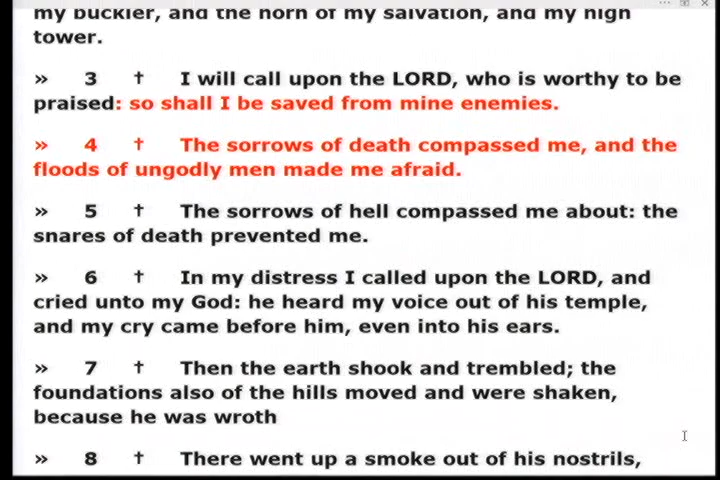 my buckler, and the horn of my salvation, and my high
tower.
» 3 † I will call upon the LORD, who is worthy to be
praised: so shall I be saved from mine enemies.
» 4 † The sorrows of death compassed me, and the
floods of ungodly men made me afraid.
» 5 † The sorrows of hell compassed me about: the
snares of death prevented me.
» 6 † In my distress I called upon the LORD, and
cried unto my God: he heard my voice out of his temple,
and my cry came before him, even into his ears.
» 7 † Then the earth shook and trembled; the
foundations also of the hills moved and were shaken,
because he was wroth
» 8 † There went up a smoke out of his nostrils,